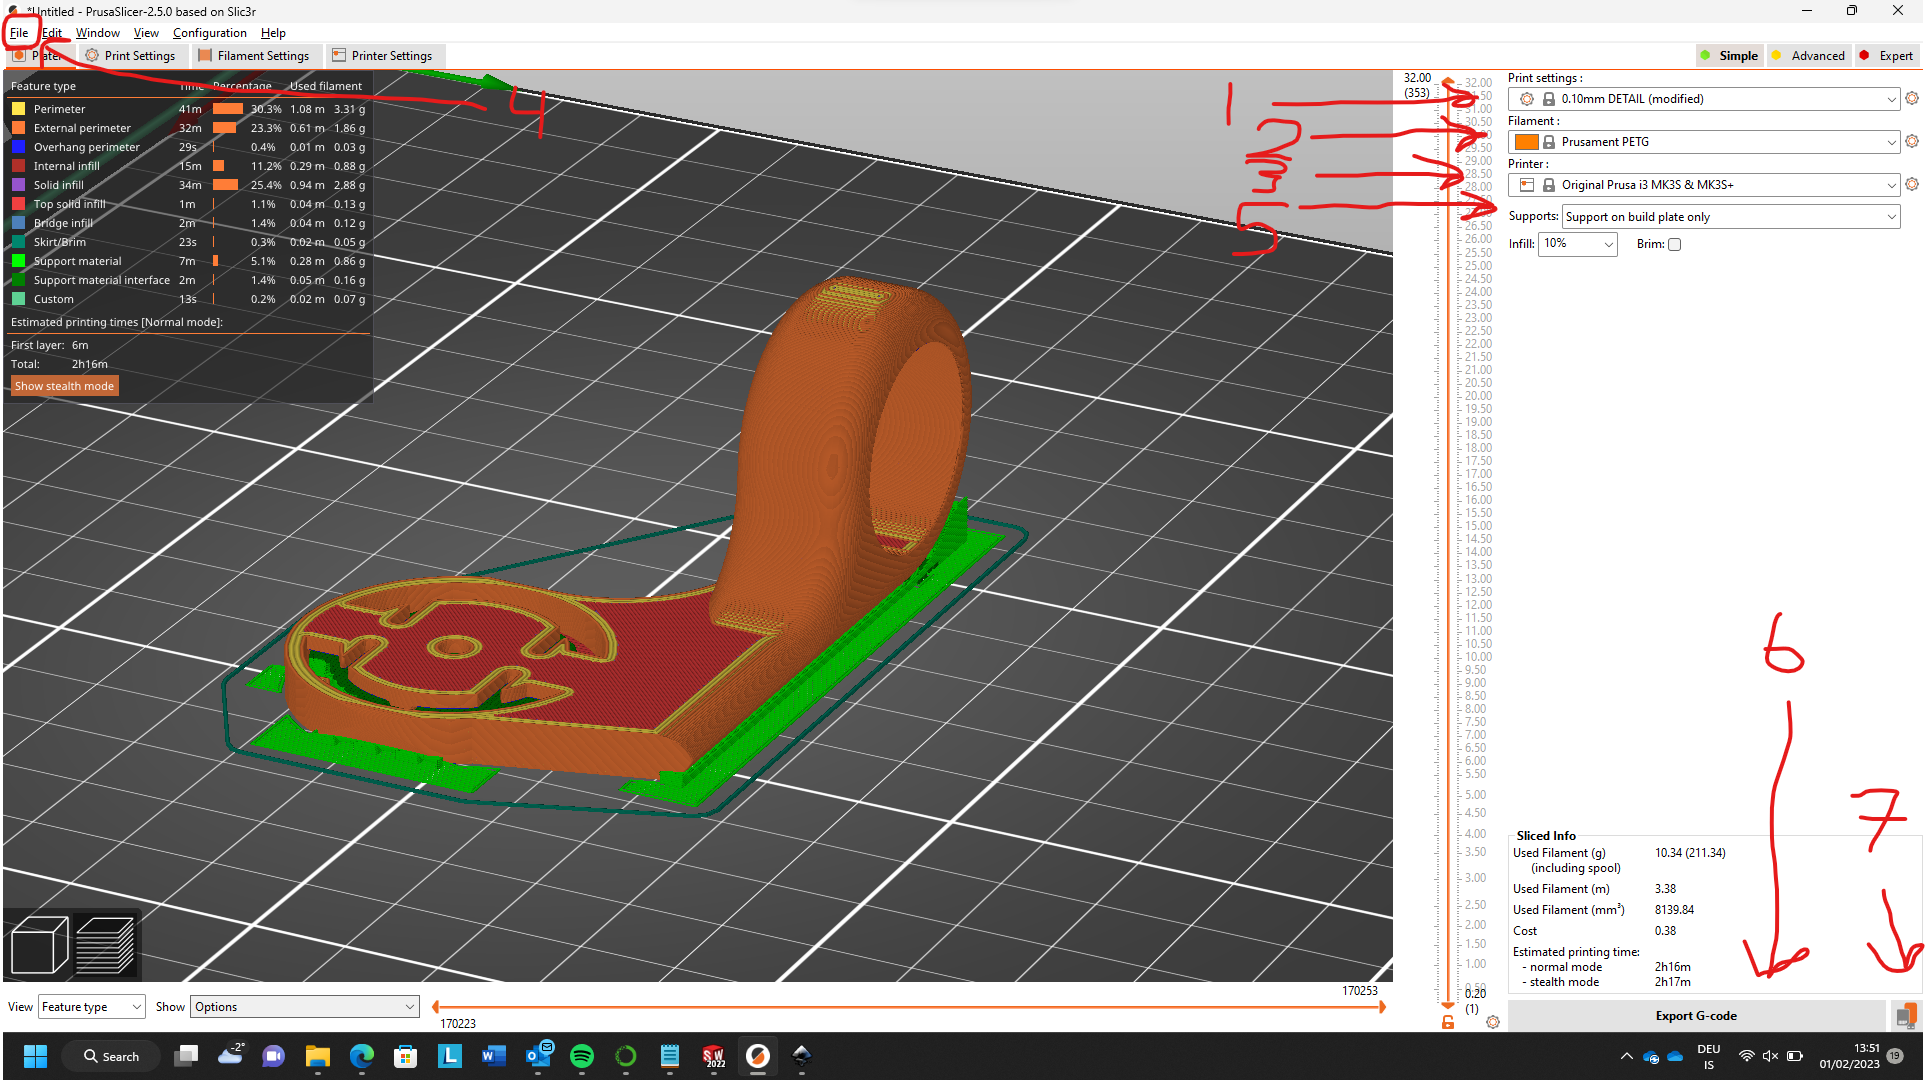 *Untitled - PrusaSlicer-2.5.0 based on Slic3r
File Edit Window View Configuration Help
Plater Print Settings Filament Settings Printer Settings
Simple Advanced Expert
Feature type Time Percentage Used filament
Perimeter 41m 30.3% 1.08 m 3.31 g
External perimeter 32m 23.3% 0.61 m 1.86 g
Overhang perimeter 29s 0.4% 0.01 m 0.03 g
Internal infill 15m 11.2% 0.29 m 0.88 g
Solid infill 34m 25.4% 0.94 m 2.88 g
Top solid infill 1m 1.1% 0.04 m 0.13 g
Bridge infill 2m 1.4% 0.04 m 0.12 g
Skirt/Brim 23s 0.3% 0.02 m 0.05 g
Support material 7m 5.1% 0.28 m 0.86 g
Support material interface 2m 1.4% 0.05 m 0.16 g
Custom 13s 0.2% 0.02 m 0.07 g
Estimated printing times [Normal mode]:
First layer: 6m
Total: 2h16m
Show stealth mode
4
1
2
3
5
32.00
(353)
32.00
31.50
31.00
30.50
29.50
29.00
28.50
28.00
26.50
26.00
25.50
25.00
24.50
24.00
23.50
23.00
22.50
22.00
21.50
21.00
20.50
20.00
19.50
19.00
18.50
18.00
17.50
17.00
16.50
16.00
15.50
15.00
14.50
14.00
13.50
13.00
12.50
12.00
11.50
11.00
10.50
10.00
9.50
9.00
8.50
8.00
7.50
7.00
6.50
6.00
5.50
5.00
4.50
4.00
3.50
3.00
2.50
2.00
1.50
1.00
0.20
(1)
Print settings :
0.10mm DETAIL (modified)
Filament :
Prusament PETG
Printer :
Original Prusa i3 MK3S & MK3S+
Supports: Support on build plate only
Infill: 10% Brim:
6
7
Sliced Info
Used Filament (g) 10.34 (211.34)
(including spool)
Used Filament (m) 3.38
Used Filament (mm³) 8139.84
Cost 0.38
Estimated printing time:
- normal mode 2h16m
- stealth mode 2h17m
Export G-code
View Feature type Show Options
170253
170223
Search
-2°
L
W
SW
2022
DEU
IS
13:51
01/02/2023
19